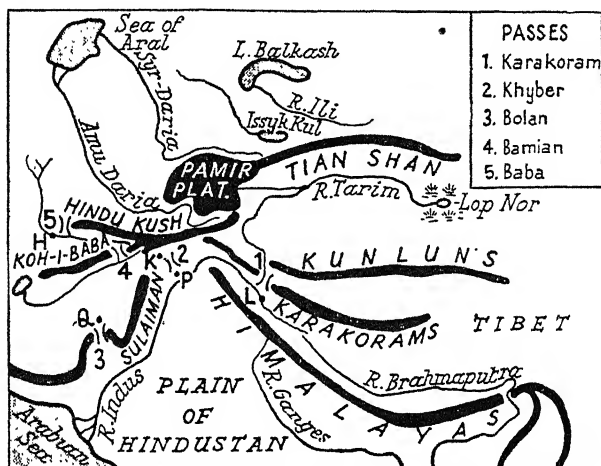 Sea of
Aral
Syr-Daria
L. Balkash
R. Ili
Issyk Kul
Amu Daria
PAMIR
PLAT.
TIAN SHAN
R. Tarim
Lop Nor
HINDU KUSH
5
H
KOH-I-BABA
4
K
2
P
1
KUNLUN'S
L
KARAKORAMS
TIBET
Q
3
SULAIMAN
R. Indus
HIMALAYAS
R. Brahmaputra
R. Ganges
PLAIN
OF
HINDUSTAN
Arabian
Sea
PASSES
1. Karakoram
2. Khyber
3. Bolan
4. Bamian
5. Baba